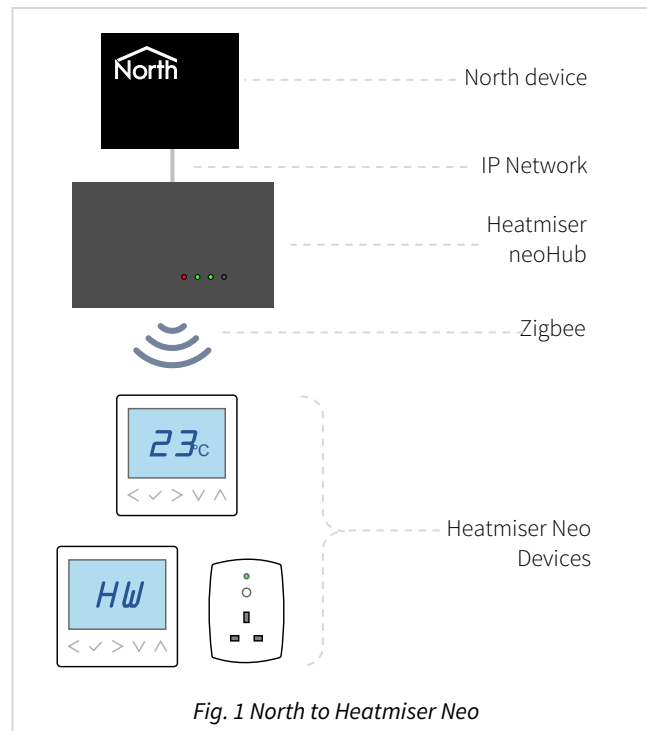 North
North device
IP Network
Heatmiser
neoHub
Zigbee
23°C
HW
Heatmiser Neo
Devices
Fig. 1 North to Heatmiser Neo